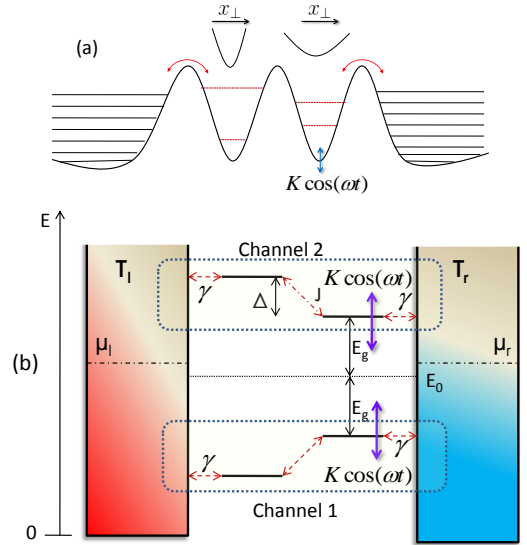 x⊥ x⊥
(a)
K cos(ωt)
E
Channel 2
T_l T_r
K cos(ωt)
γ Δ J γ
μ_l μ_r
E_g
(b)
E_0
E_g
γ γ
K cos(ωt)
Channel 1
0